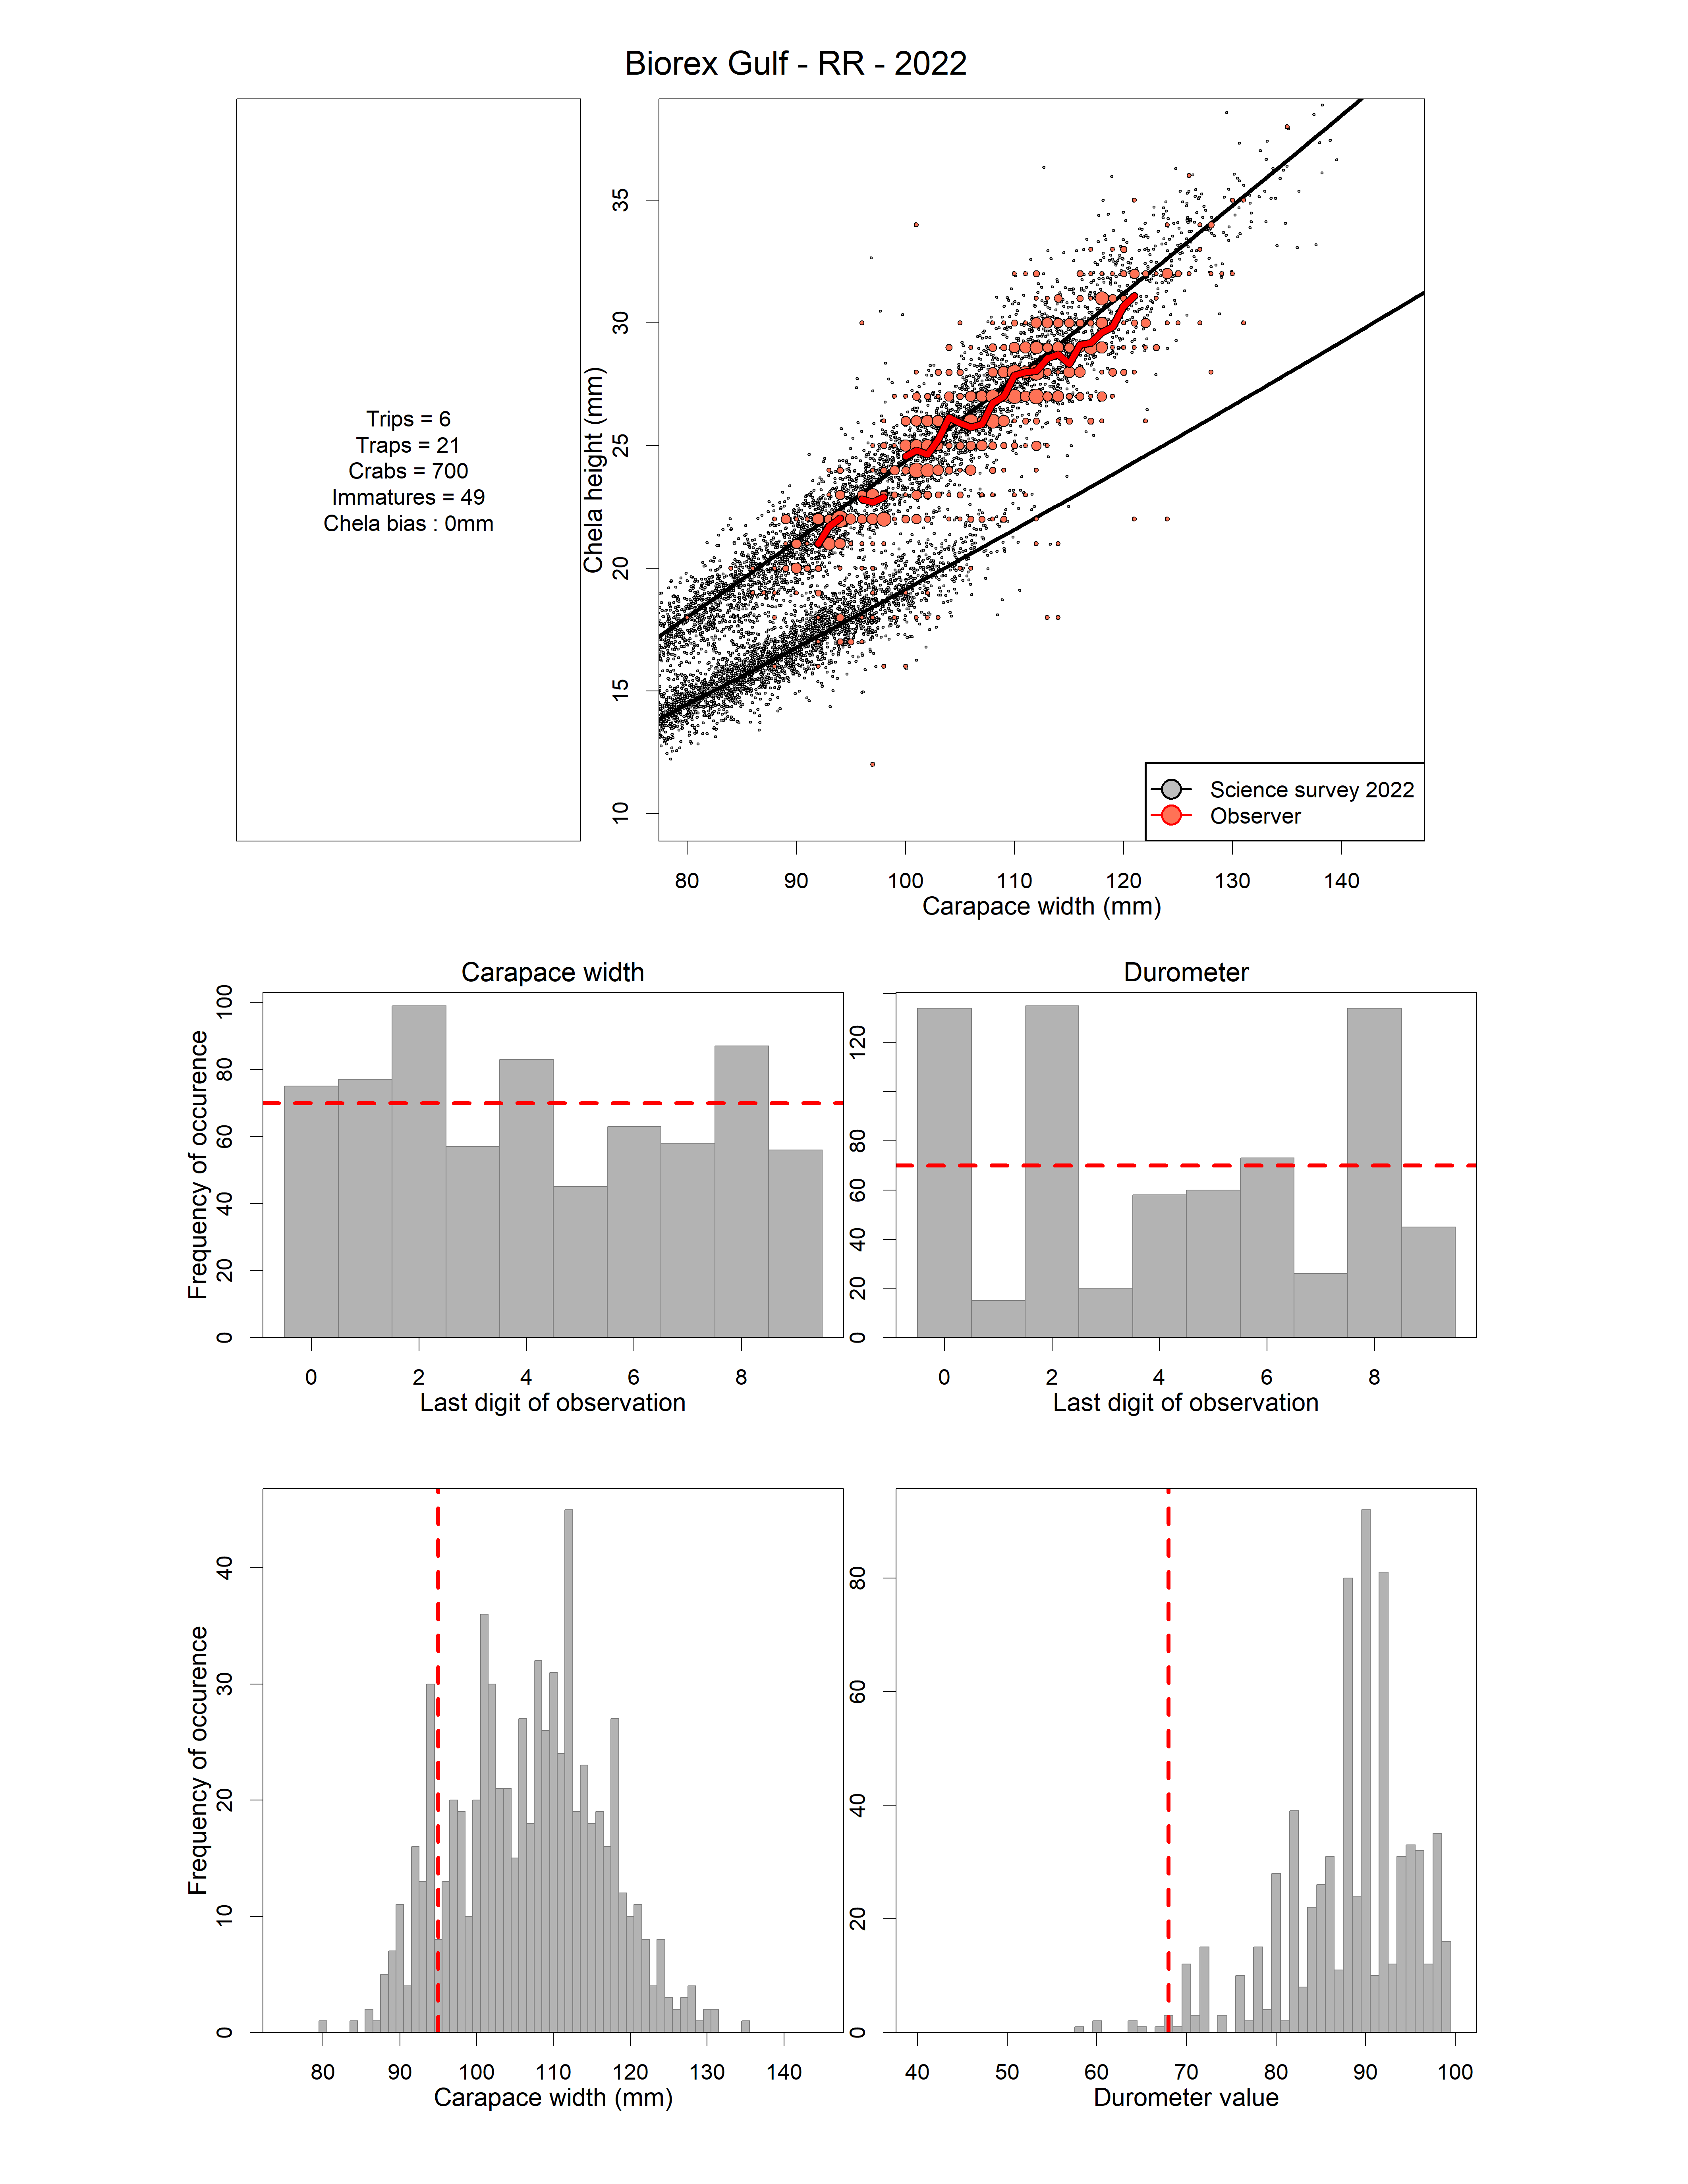 Biorex Gulf - RR - 2022
Trips = 6
Traps = 21
Crabs = 700
Immatures = 49
Chela bias : 0mm
Chela height (mm)
35
30
25
20
15
10
Science survey 2022
Observer
80 90 100 110 120 130 140
Carapace width (mm)
Carapace width
Frequency of occurence
100
80
60
40
20
0
0 2 4 6 8
Last digit of observation
Durometer
120
80
60
40
20
0
0 2 4 6 8
Last digit of observation
Frequency of occurence
40
30
20
10
0
80 90 100 110 120 130 140
Carapace width (mm)
80
60
40
20
0
40 50 60 70 80 90 100
Durometer value